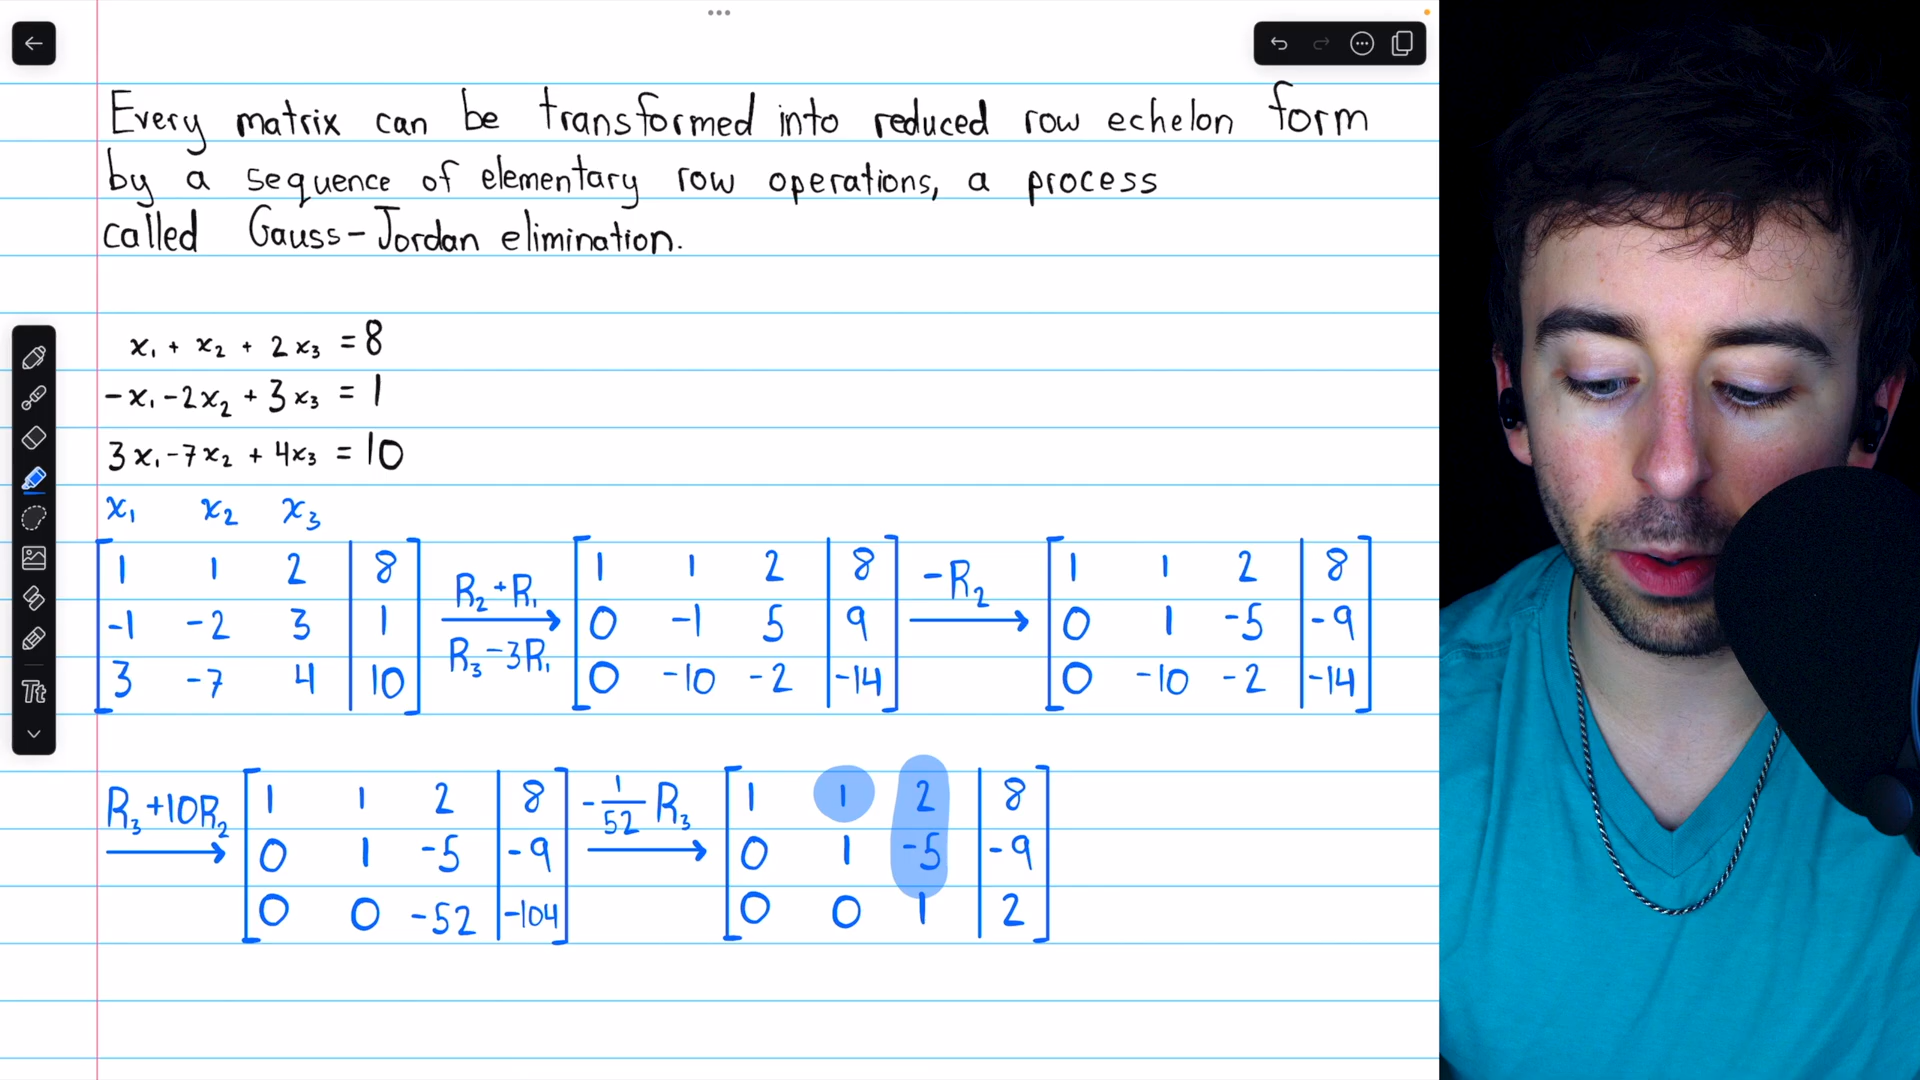 Every matrix can be transformed into reduced row echelon form
by a sequence of elementary row operations, a process
called Gauss-Jordan elimination.
x₁ + x₂ + 2x₃ = 8
-x₁ - 2x₂ + 3x₃ = 1
3x₁ - 7x₂ + 4x₃ = 10
x₁ x₂ x₃
[1 1 2 | 8] R₂+R₁ [1 1 2 | 8] -R₂ [1 1 2 | 8]
[-1 -2 3 | 1] → [0 -1 5 | 9] → [0 1 -5 | -9]
[3 -7 4 | 10] R₃-3R₁ [0 -10 -2 | -14] [0 -10 -2 | -14]
R₃+10R₂ [1 1 2 | 8] -1/52 R₃ [1 1 2 | 8]
→ [0 1 -5 | -9] → [0 1 -5 | -9]
[0 0 -52 | -104] [0 0 1 | 2]
Tt